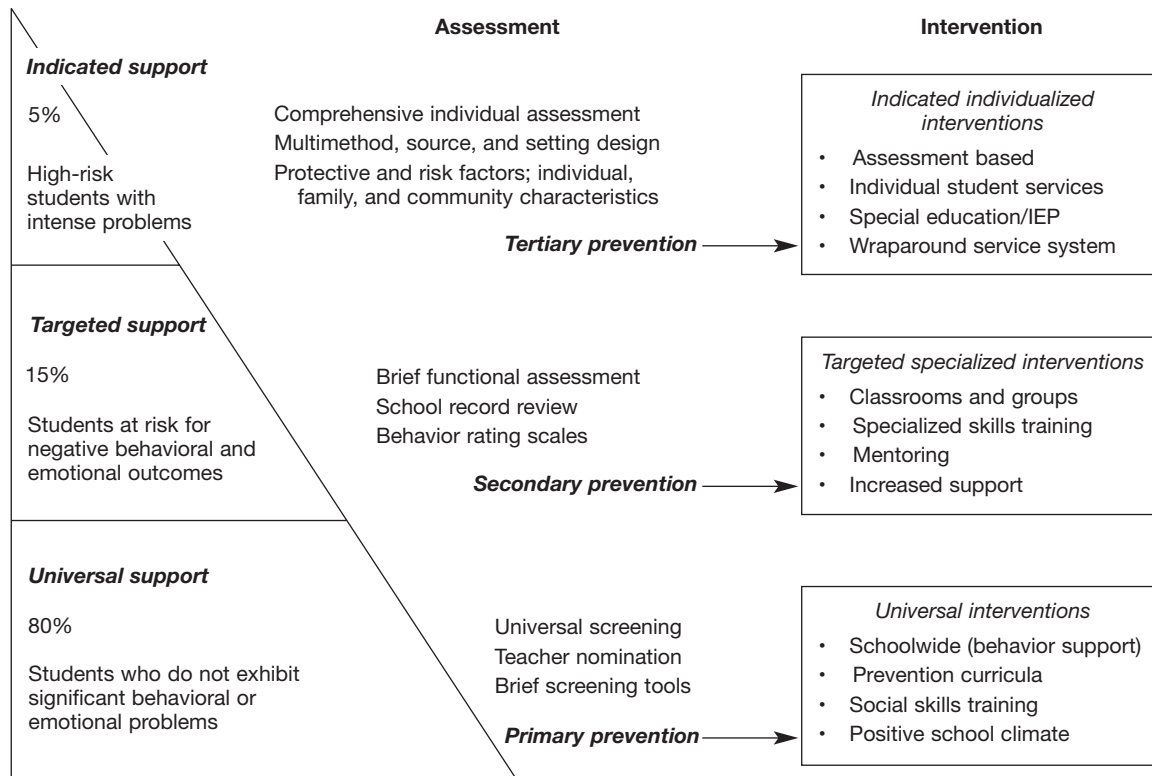 Assessment
Intervention
Indicated support
5%
High-risk
students with
intense problems
Comprehensive individual assessment
Multimethod, source, and setting design
Protective and risk factors; individual,
family, and community characteristics
Tertiary prevention
Indicated individualized
interventions
• Assessment based
• Individual student services
• Special education/IEP
• Wraparound service system
Targeted support
15%
Students at risk for
negative behavioral and
emotional outcomes
Brief functional assessment
School record review
Behavior rating scales
Secondary prevention
Targeted specialized interventions
• Classrooms and groups
• Specialized skills training
• Mentoring
• Increased support
Universal support
80%
Students who do not exhibit
significant behavioral or
emotional problems
Universal screening
Teacher nomination
Brief screening tools
Primary prevention
Universal interventions
• Schoolwide (behavior support)
• Prevention curricula
• Social skills training
• Positive school climate